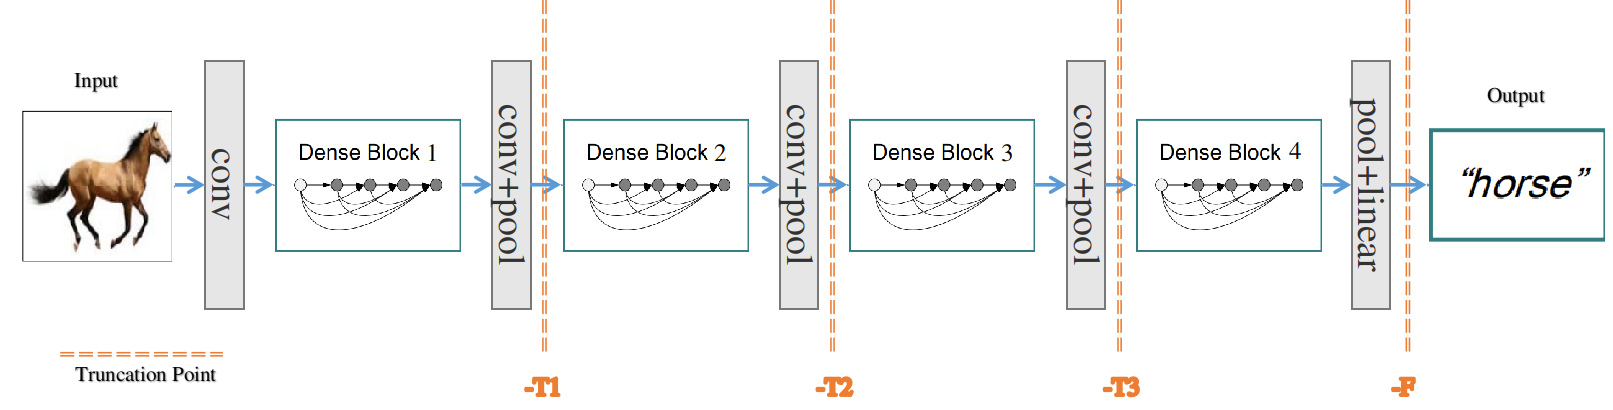 Input
conv
Dense Block 1
conv+pool
Dense Block 2
conv+pool
Dense Block 3
conv+pool
Dense Block 4
pool+linear
Output
“horse”
Truncation Point
-T1
-T2
-T3
-F